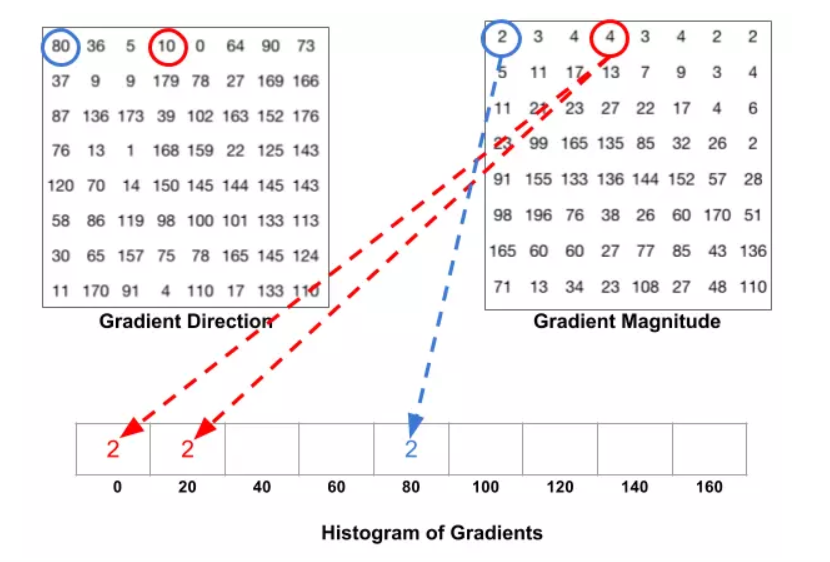 80 36 5 10 0 64 90 73
37 9 9 179 78 27 169 166
87 136 173 39 102 163 152 176
76 13 1 168 159 22 125 143
120 70 14 150 145 144 145 143
58 86 119 98 100 101 133 113
30 65 157 75 78 165 145 124
11 170 91 4 110 17 133 110
Gradient Direction
2 3 4 4 3 4 2 2
5 11 17 13 7 9 3 4
11 21 23 27 22 17 4 6
23 99 165 135 85 32 26 2
91 155 133 136 144 152 57 28
98 196 76 38 26 60 170 51
165 60 60 27 77 85 43 136
71 13 34 23 108 27 48 110
Gradient Magnitude
2 2 2
0 20 40 60 80 100 120 140 160
Histogram of Gradients